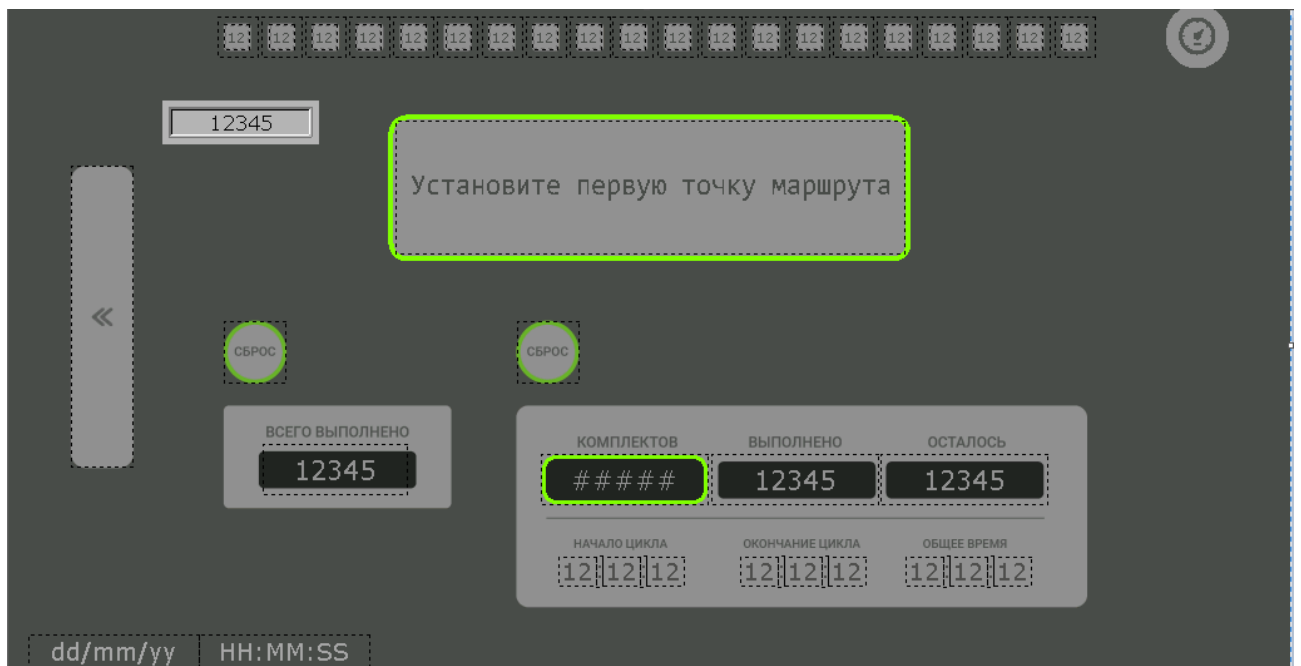 12 12 12 12 12 12 12 12 12 12 12 12 12 12 12 12 12 12 12 12
12345
Установите первую точку маршрута
СБРОС СБРОС
ВСЕГО ВЫПОЛНЕНО
12345
КОМПЛЕКТОВ ВЫПОЛНЕНО ОСТАЛОСЬ
##### 12345 12345
НАЧАЛО ЦИКЛА ОКОНЧАНИЕ ЦИКЛА ОБЩЕЕ ВРЕМЯ
12:12:12 12:12:12 12:12:12
dd/mm/yy HH:MM:SS